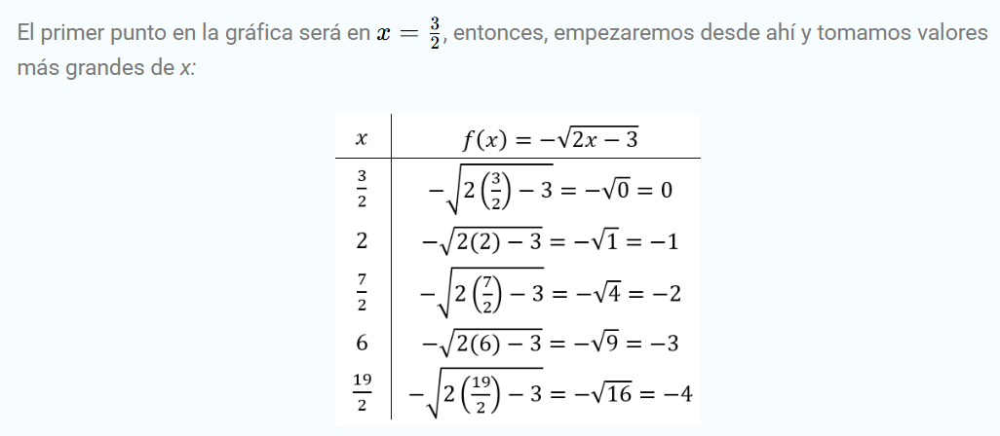 El primer punto en la gráfica será en x = 3/2, entonces, empezaremos desde ahí y tomamos valores
más grandes de x:
x f(x) = −√(2x − 3)
3/2 −√(2(3/2) − 3) = −√0 = 0
2 −√(2(2) − 3) = −√1 = −1
7/2 −√(2(7/2) − 3) = −√4 = −2
6 −√(2(6) − 3) = −√9 = −3
19/2 −√(2(19/2) − 3) = −√16 = −4